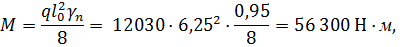 M = ql₀²γₙ/8 = 12030 · 6,25² · 0,95/8 = 56 300 Н · м,